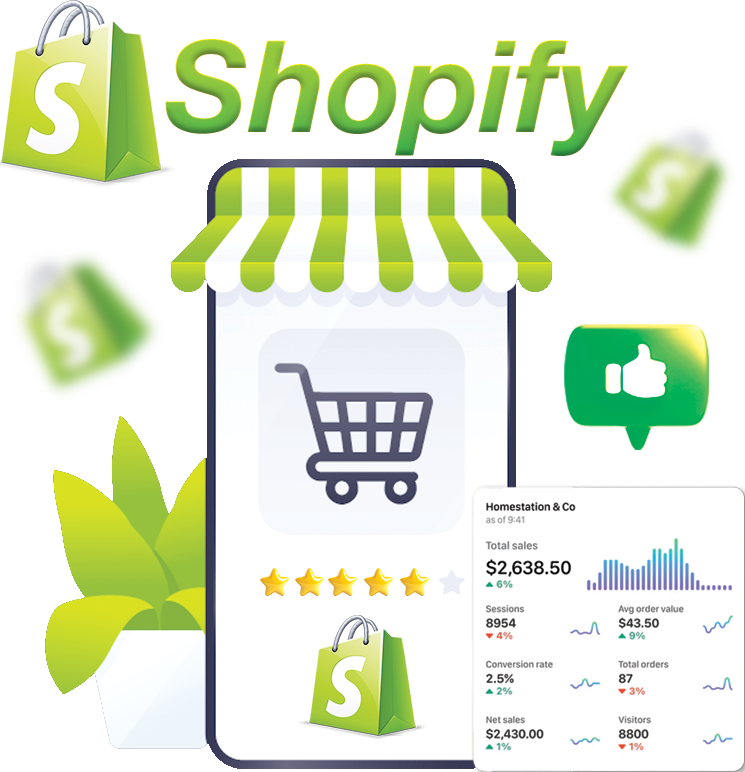 S
Shopify
S
S
Homestation & Co
as of 9:41
Total sales
$2,638.50
6%
Sessions
8954
4%
Avg order value
$43.50
9%
Conversion rate
2.5%
2%
Total orders
87
3%
Net sales
$2,430.00
1%
Visitors
8800
1%
S